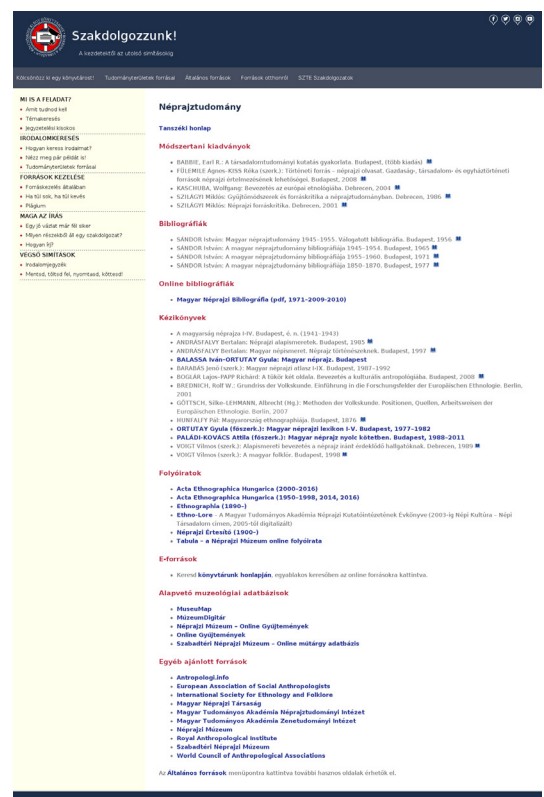 Szakdolgozzunk!
A kezdetektől az utolsó simításokig.
Kölcsönözz ki egy könyvtárost! Tudományterületek forrásai Általános források Források otthonról SZTE Szakdolgozatok
MI IS A FELADAT?
Amit tudnod kell
Témakeresés
Jegyzetelési kisokos
IRODALOMKERESÉS
Hogyan keress irodalmat?
Nézz meg pár példát is!
Tudományterületek forrásai
FORRÁSOK KEZELÉSE
Forráskezelés általában
Ha túl sok, ha túl kevés
Plágium
MAGA AZ ÍRÁS
Egy jó vázlat már fél siker
Milyen részekből áll egy szakdolgozat?
Hogyan írj?
VÉGSŐ SIMÍTÁSOK
Irodalomjegyzék
Mentsd, töltsd fel, nyomtasd, köttesd!
Néprajztudomány
Tanszéki honlap
Módszertani kiadványok
BABBIE, Earl R.: A társadalomtudományi kutatás gyakorlata. Budapest, (több kiadás)
FÜLEMILE Ágnes-KISS Réka (szerk.): Történeti forrás – néprajzi olvasat. Gazdaság-, társadalom- és egyháztörténeti
források néprajzi értelmezésének lehetőségei. Budapest, 2008
KASCHUBA, Wolfgang: Bevezetés az európai etnológiába. Debrecen, 2004
SZILÁGYI Miklós: Gyűjtőmódszerek és forráskritika a néprajztudományban. Debrecen, 1986
SZILÁGYI Miklós: Néprajzi forráskritika. Debrecen, 2001
Bibliográfiák
SÁNDOR István: Magyar néprajztudomány 1945-1955. Válogatott bibliográfia. Budapest, 1956
SÁNDOR István: A magyar néprajztudomány bibliográfiája 1945-1954. Budapest, 1965
SÁNDOR István: A magyar néprajztudomány bibliográfiája 1955-1960. Budapest, 1971
SÁNDOR István: A magyar néprajztudomány bibliográfiája 1850-1870. Budapest, 1977
Online bibliográfiák
Magyar Néprajzi Bibliográfia (pdf, 1971-2009-2010)
Kézikönyvek
A magyarság néprajza I-IV. Budapest, é. n. (1941-1943)
ANDRÁSFALVY Bertalan: Néprajzi alapismeretek. Budapest, 1985
ANDRÁSFALVY Bertalan: Magyar népismeret. Néprajz történészeknek. Budapest, 1997
BALASSA Iván-ORTUTAY Gyula: Magyar néprajz. Budapest
BARABÁS Jenő (szerk.): Magyar néprajzi atlasz I-IX. Budapest, 1987-1992
BOGLÁR Lajos-PAPP Richárd: A tükör két oldala. Bevezetés a kulturális antropológiába. Budapest, 2008
BREDNICH, Rolf W.: Grundriss der Volkskunde. Einführung in die Forschungsfelder der Europäischen Ethnologie. Berlin,
2001
GÖTTSCH, Silke-LEHMANN, Albrecht (Hg.): Methoden der Volkskunde. Positionen, Quellen, Arbeitsweisen der
Europäischen Ethnologie. Berlin, 2007
HUNFALFY Pál: Magyarország ethnographiája. Budapest, 1876
ORTUTAY Gyula (főszerk.): Magyar néprajzi lexikon I-V. Budapest, 1977-1982
PALÁDI-KOVÁCS Attila (főszerk.): Magyar néprajz nyolc kötetben. Budapest, 1988-2011
VOIGT Vilmos (szerk.): Alapismereti bevezetés a néprajz iránt érdeklődő hallgatóknak. Debrecen, 1989
VOIGT Vilmos (szerk.): A magyar folklór. Budapest, 1998
Folyóiratok
Acta Ethnographica Hungarica (2000-2016)
Acta Ethnographica Hungarica (1950-1998, 2014, 2016)
Ethnographia (1890-)
Ethno-Lore – A Magyar Tudományos Akadémia Néprajzi Kutatóintézetének Évkönyve (2003-ig Népi Kultúra – Népi
Társadalom címen, 2005-től digitalizált)
Néprajzi Értesítő (1900-)
Tabula – a Néprajzi Múzeum online folyóirata
E-források
Keresd könyvtárunk honlapján, egyablakos keresőben az online forrásokra kattintva.
Alapvető muzeológiai adatbázisok
MuseuMap
MúzeumDigitár
Néprajzi Múzeum – Online Gyűjtemények
Online Gyűjtemények
Szabadtéri Néprajzi Múzeum – Online műtárgy adatbázis
Egyéb ajánlott források
Antropologi.info
European Association of Social Anthropologists
International Society for Ethnology and Folklore
Magyar Néprajzi Társaság
Magyar Tudományos Akadémia Néprajztudományi Intézet
Magyar Tudományos Akadémia Zenetudományi Intézet
Néprajzi Múzeum
Royal Anthropological Institute
Szabadtéri Néprajzi Múzeum
World Council of Anthropological Associations
Az Általános források menüpontra kattintva további hasznos oldalak érhetők el.